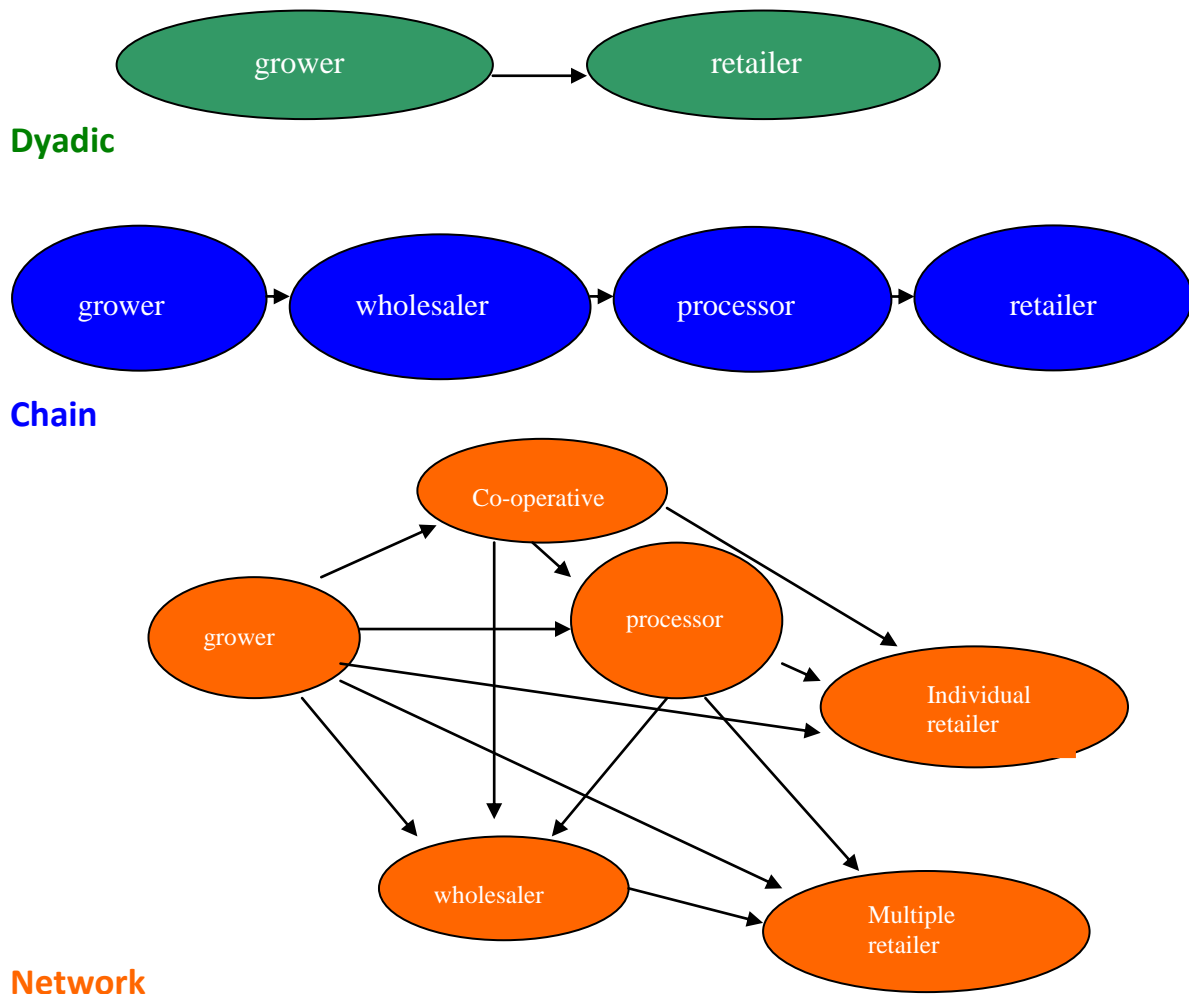 grower
retailer
Dyadic
grower
wholesaler
processor
retailer
Chain
Co-operative
grower
processor
Individual
retailer
wholesaler
Multiple
retailer
Network